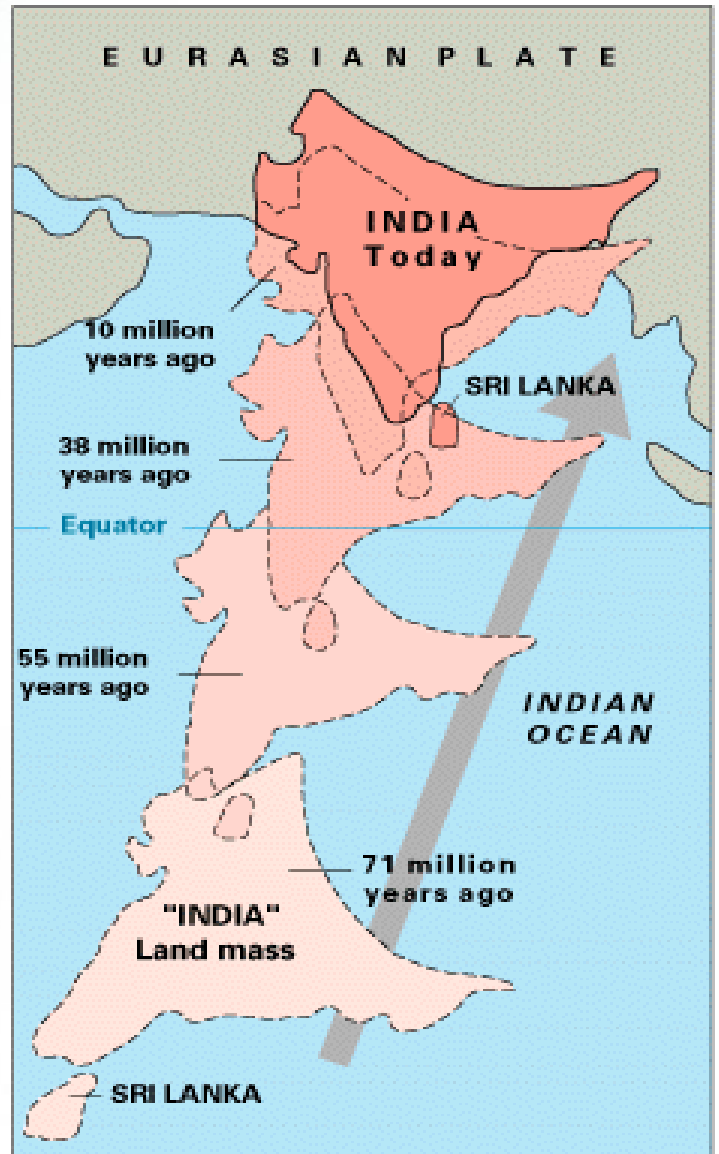 EURASIAN PLATE
INDIA
Today
10 million
years ago
SRI LANKA
38 million
years ago
Equator
55 million
years ago
INDIAN
OCEAN
71 million
years ago
"INDIA"
Land mass
SRI LANKA